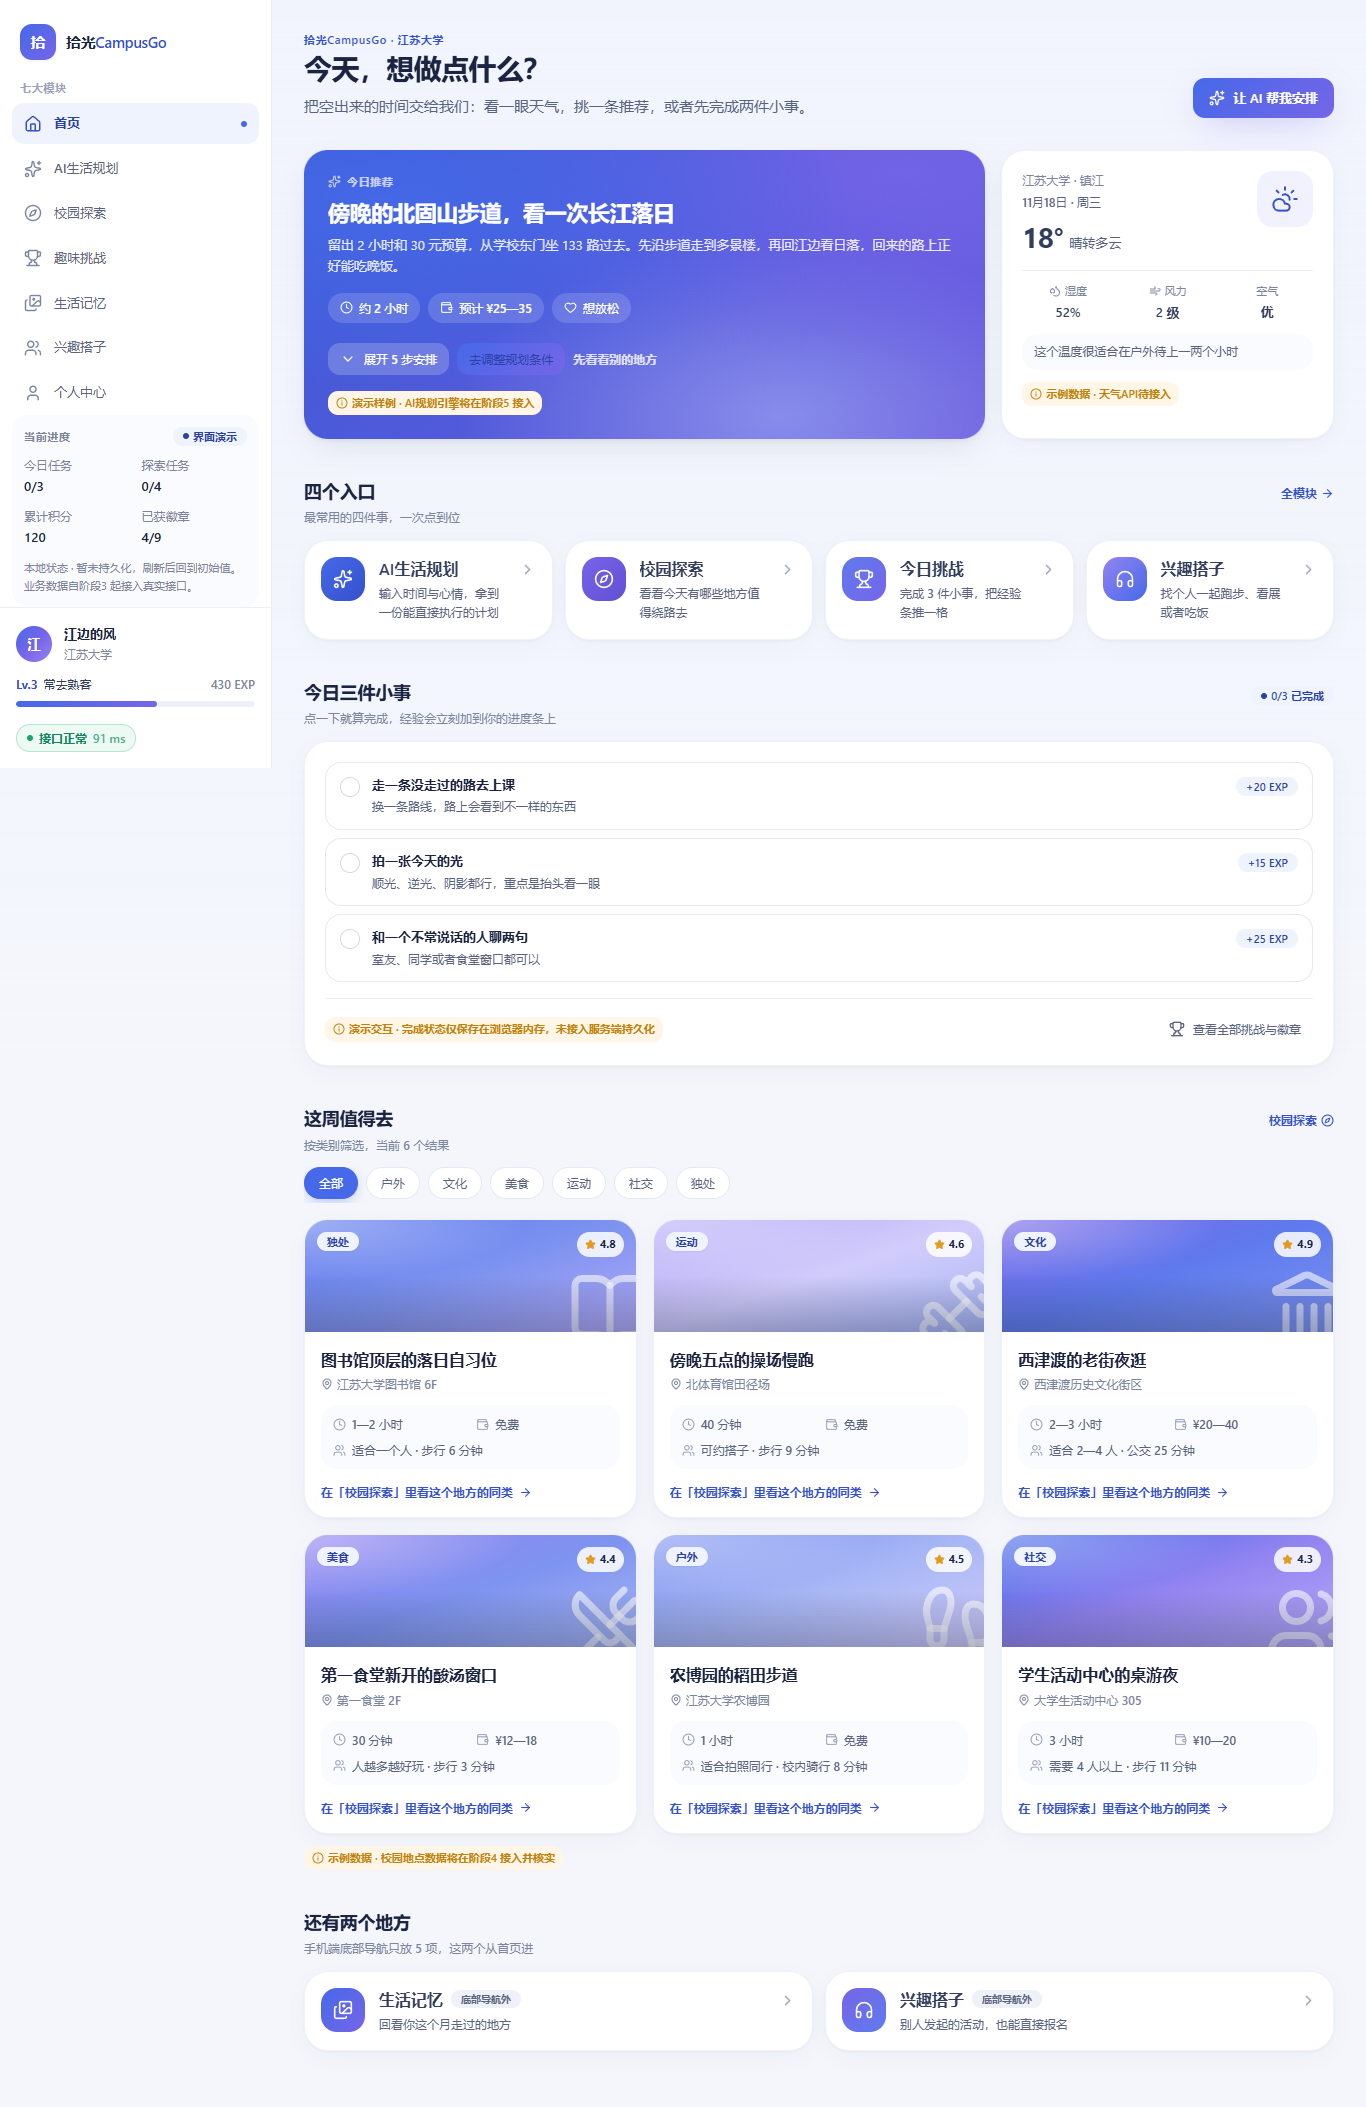 拾 拾光CampusGo
七大模块
首页
AI生活规划
校园探索
趣味挑战
生活记忆
兴趣搭子
个人中心
当前进度 界面演示
今日任务 探索任务
0/3 0/4
累计积分 已获徽章
120 4/9
本地状态 · 暂未持久化，刷新后回到初始值。
业务数据自阶段3 起接入真实接口。
江 江边的风
江苏大学
Lv.3 常去熟客 430 EXP
接口正常 91 ms
拾光CampusGo · 江苏大学
今天，想做点什么？
把空出来的时间交给我们：看一眼天气，挑一条推荐，或者先完成两件小事。
让 AI 帮我安排
今日推荐
傍晚的北固山步道，看一次长江落日
留出 2 小时和 30 元预算，从学校东门坐 133 路过去。先沿步道走到多景楼，再回江边看日落，回来的路上正
好能吃晚饭。
约 2 小时 预计 ¥25—35 想放松
展开 5 步安排 去调整规划条件 先看看别的地方
演示样例 · AI规划引擎将在阶段5 接入
江苏大学 · 镇江
11月18日 · 周三
18° 晴转多云
湿度 风力 空气
52% 2 级 优
这个温度很适合在户外待上一两个小时
示例数据 · 天气API待接入
四个入口
最常用的四件事，一次点到位
全模块
AI生活规划
输入时间与心情，拿到
一份能直接执行的计划
校园探索
看看今天有哪些地方值
得绕路去
今日挑战
完成 3 件小事，把经验
条推一格
兴趣搭子
找个人一起跑步、看展
或者吃饭
今日三件小事
点一下就算完成，经验会立刻加到你的进度条上
0/3 已完成
走一条没走过的路去上课
换一条路线，路上会看到不一样的东西
+20 EXP
拍一张今天的光
顺光、逆光、阴影都行，重点是抬头看一眼
+15 EXP
和一个不常说话的人聊两句
室友、同学或者食堂窗口都可以
+25 EXP
演示交互 · 完成状态仅保存在浏览器内存，未接入服务端持久化
查看全部挑战与徽章
这周值得去
按类别筛选，当前 6 个结果
校园探索
全部 户外 文化 美食 运动 社交 独处
独处 4.8
图书馆顶层的落日自习位
江苏大学图书馆 6F
1—2 小时 免费
适合一个人 · 步行 6 分钟
在「校园探索」里看这个地方的同类
运动 4.6
傍晚五点的操场慢跑
北体育馆田径场
40 分钟 免费
可约搭子 · 步行 9 分钟
在「校园探索」里看这个地方的同类
文化 4.9
西津渡的老街夜逛
西津渡历史文化街区
2—3 小时 ¥20—40
适合 2—4 人 · 公交 25 分钟
在「校园探索」里看这个地方的同类
美食 4.4
第一食堂新开的酸汤窗口
第一食堂 2F
30 分钟 ¥12—18
人越多越好玩 · 步行 3 分钟
在「校园探索」里看这个地方的同类
户外 4.5
农博园的稻田步道
江苏大学农博园
1 小时 免费
适合拍照同行 · 校内骑行 8 分钟
在「校园探索」里看这个地方的同类
社交 4.3
学生活动中心的桌游夜
大学生活动中心 305
3 小时 ¥10—20
需要 4 人以上 · 步行 11 分钟
在「校园探索」里看这个地方的同类
示例数据 · 校园地点数据将在阶段4 接入并核实
还有两个地方
手机端底部导航只放 5 项，这两个从首页进
生活记忆 底部导航外
回看你这个月走过的地方
兴趣搭子 底部导航外
别人发起的活动，也能直接报名